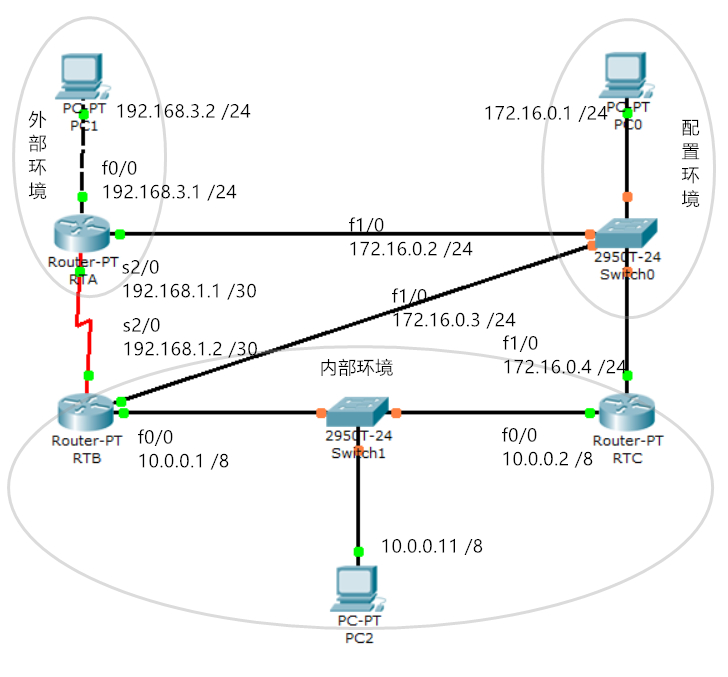 PC-PT
PC1
192.168.3.2 /24
外部环境
f0/0
192.168.3.1 /24
Router-PT
RTA
s2/0
192.168.1.1 /30
s2/0
192.168.1.2 /30
172.16.0.1 /24
PC-PT
PC0
配置环境
f1/0
172.16.0.2 /24
2950T-24
Switch0
f1/0
172.16.0.3 /24
f1/0
172.16.0.4 /24
内部环境
Router-PT
RTB
f0/0
10.0.0.1 /8
2950T-24
Switch1
f0/0
10.0.0.2 /8
Router-PT
RTC
10.0.0.11 /8
PC-PT
PC2